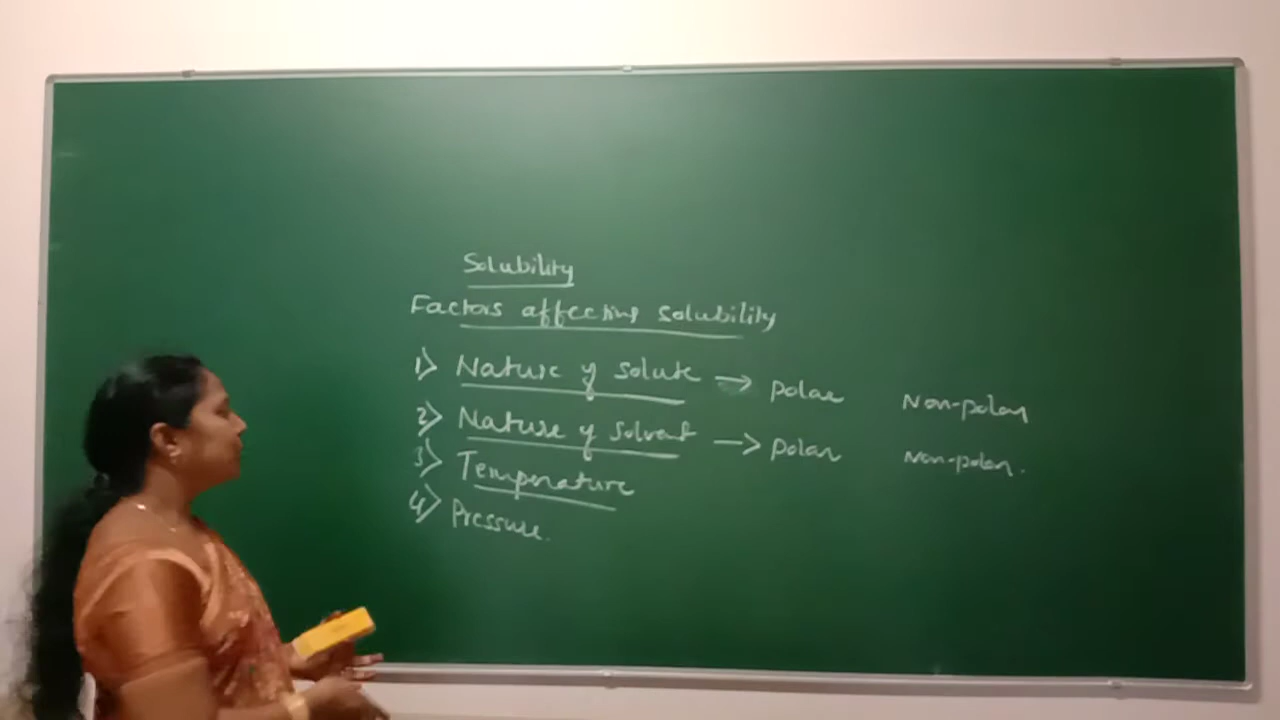 Solubility
Factors affecting solubility
1) Nature of solute → polar Non-polar
2) Nature of solvent → polar Non-polar.
3) Temperature
4) Pressure.